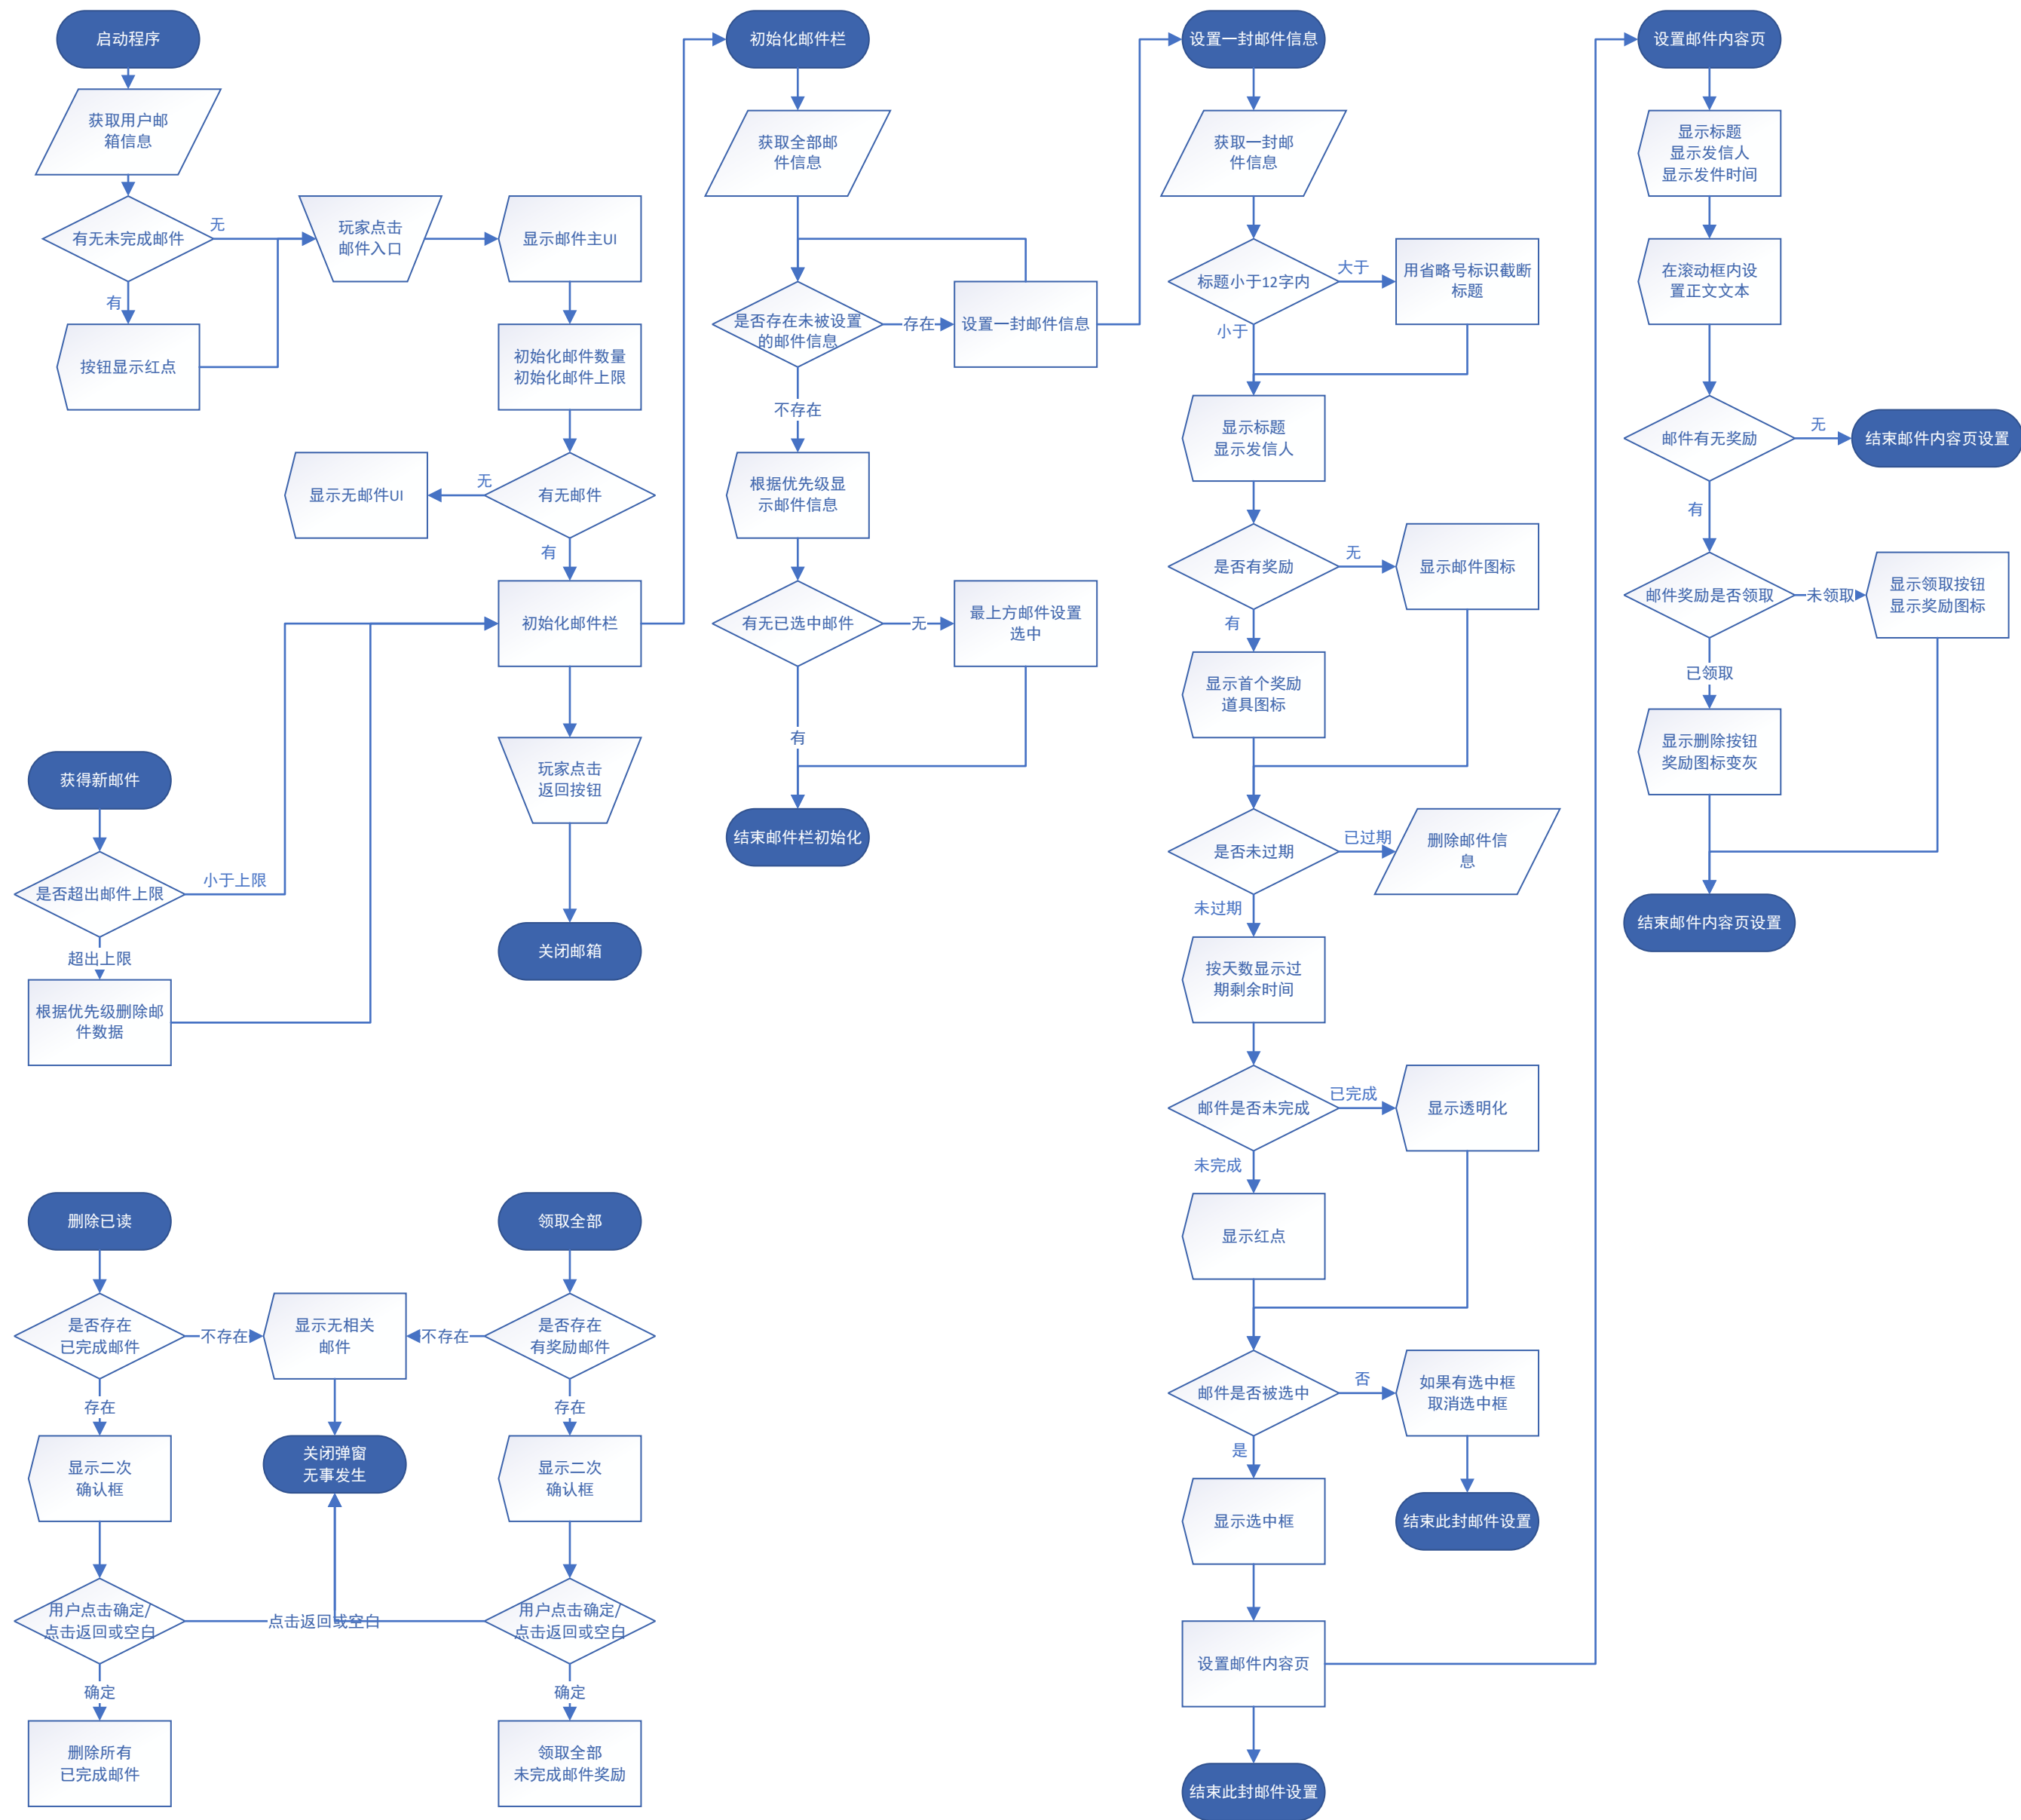 启动程序
获取用户邮
箱信息
有无未完成邮件
无
有
按钮显示红点
玩家点击
邮件入口
显示邮件主UI
初始化邮件数量
初始化邮件上限
有无邮件
无
显示无邮件UI
有
初始化邮件栏
玩家点击
返回按钮
关闭邮箱
获得新邮件
是否超出邮件上限
小于上限
超出上限
根据优先级删除邮
件数据
初始化邮件栏
获取全部邮
件信息
是否存在未被设置
的邮件信息
存在
设置一封邮件信息
不存在
根据优先级显
示邮件信息
有无已选中邮件
无
最上方邮件设置
选中
有
结束邮件栏初始化
设置一封邮件信息
获取一封邮
件信息
标题小于12字内
大于
用省略号标识截断
标题
小于
显示标题
显示发信人
是否有奖励
无
显示邮件图标
有
显示首个奖励
道具图标
是否未过期
已过期
删除邮件信
息
未过期
按天数显示过
期剩余时间
邮件是否未完成
已完成
显示透明化
未完成
显示红点
邮件是否被选中
否
如果有选中框
取消选中框
结束此封邮件设置
是
显示选中框
设置邮件内容页
结束此封邮件设置
设置邮件内容页
显示标题
显示发信人
显示发件时间
在滚动框内设
置正文文本
邮件有无奖励
无
结束邮件内容页设置
有
邮件奖励是否领取
未领取
显示领取按钮
显示奖励图标
已领取
显示删除按钮
奖励图标变灰
结束邮件内容页设置
删除已读
是否存在
已完成邮件
不存在
显示无相关
邮件
关闭弹窗
无事发生
存在
显示二次
确认框
用户点击确定/
点击返回或空白
点击返回或空白
确定
删除所有
已完成邮件
领取全部
是否存在
有奖励邮件
不存在
存在
显示二次
确认框
用户点击确定/
点击返回或空白
确定
领取全部
未完成邮件奖励